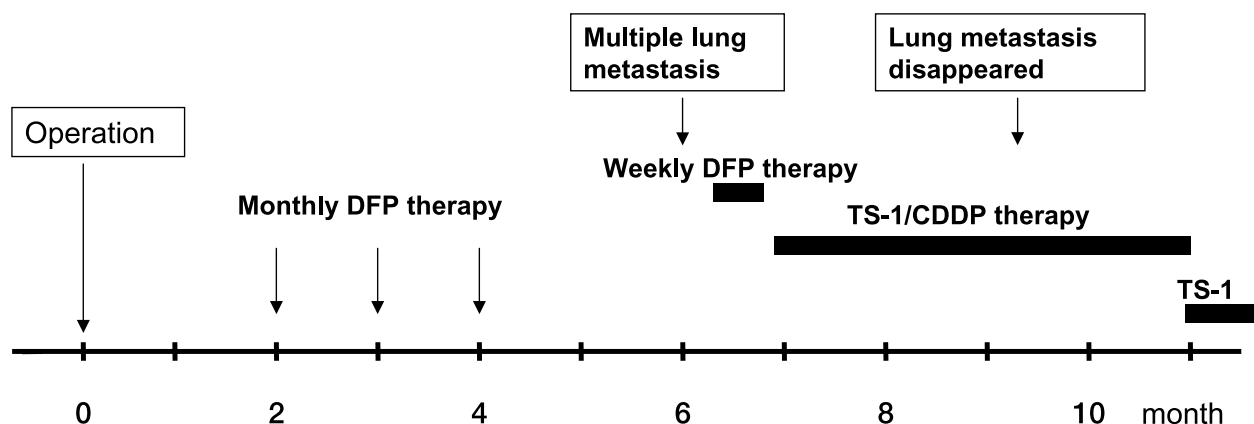 Multiple lung
metastasis
Lung metastasis
disappeared
Operation
Weekly DFP therapy
Monthly DFP therapy
TS-1/CDDP therapy
TS-1
0 2 4 6 8 10 month